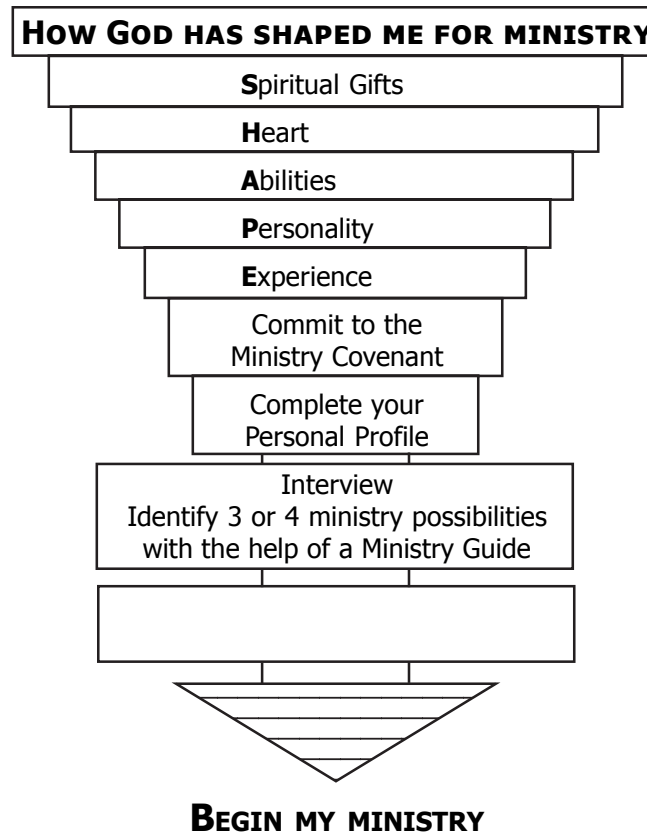 HOW GOD HAS SHAPED ME FOR MINISTRY
Spiritual Gifts
Heart
Abilities
Personality
Experience
Commit to the
Ministry Covenant
Complete your
Personal Profile
Interview
Identify 3 or 4 ministry possibilities
with the help of a Ministry Guide
BEGIN MY MINISTRY